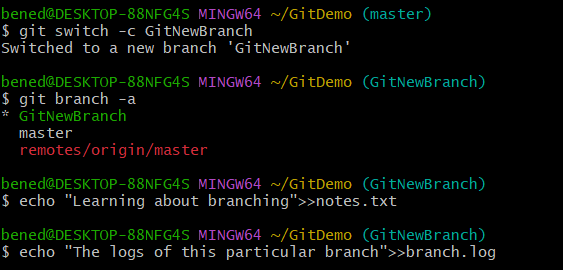 bened@DESKTOP-88NFG4S MINGW64 ~/GitDemo (master)
$ git switch -c GitNewBranch
Switched to a new branch 'GitNewBranch'
bened@DESKTOP-88NFG4S MINGW64 ~/GitDemo (GitNewBranch)
$ git branch -a
* GitNewBranch
  master
  remotes/origin/master
bened@DESKTOP-88NFG4S MINGW64 ~/GitDemo (GitNewBranch)
$ echo "Learning about branching">>notes.txt
bened@DESKTOP-88NFG4S MINGW64 ~/GitDemo (GitNewBranch)
$ echo "The logs of this particular branch">>branch.log